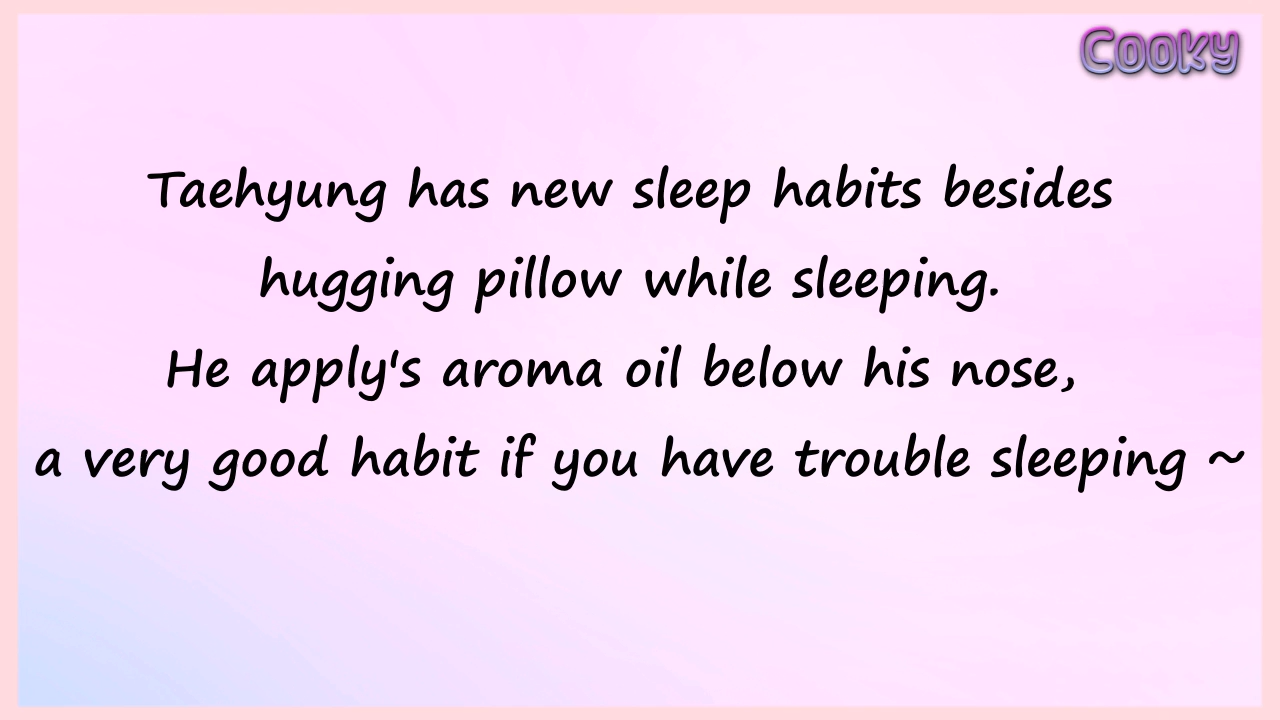 Cooky
Taehyung has new sleep habits besides
hugging pillow while sleeping.
He apply's aroma oil below his nose,
a very good habit if you have trouble sleeping ~